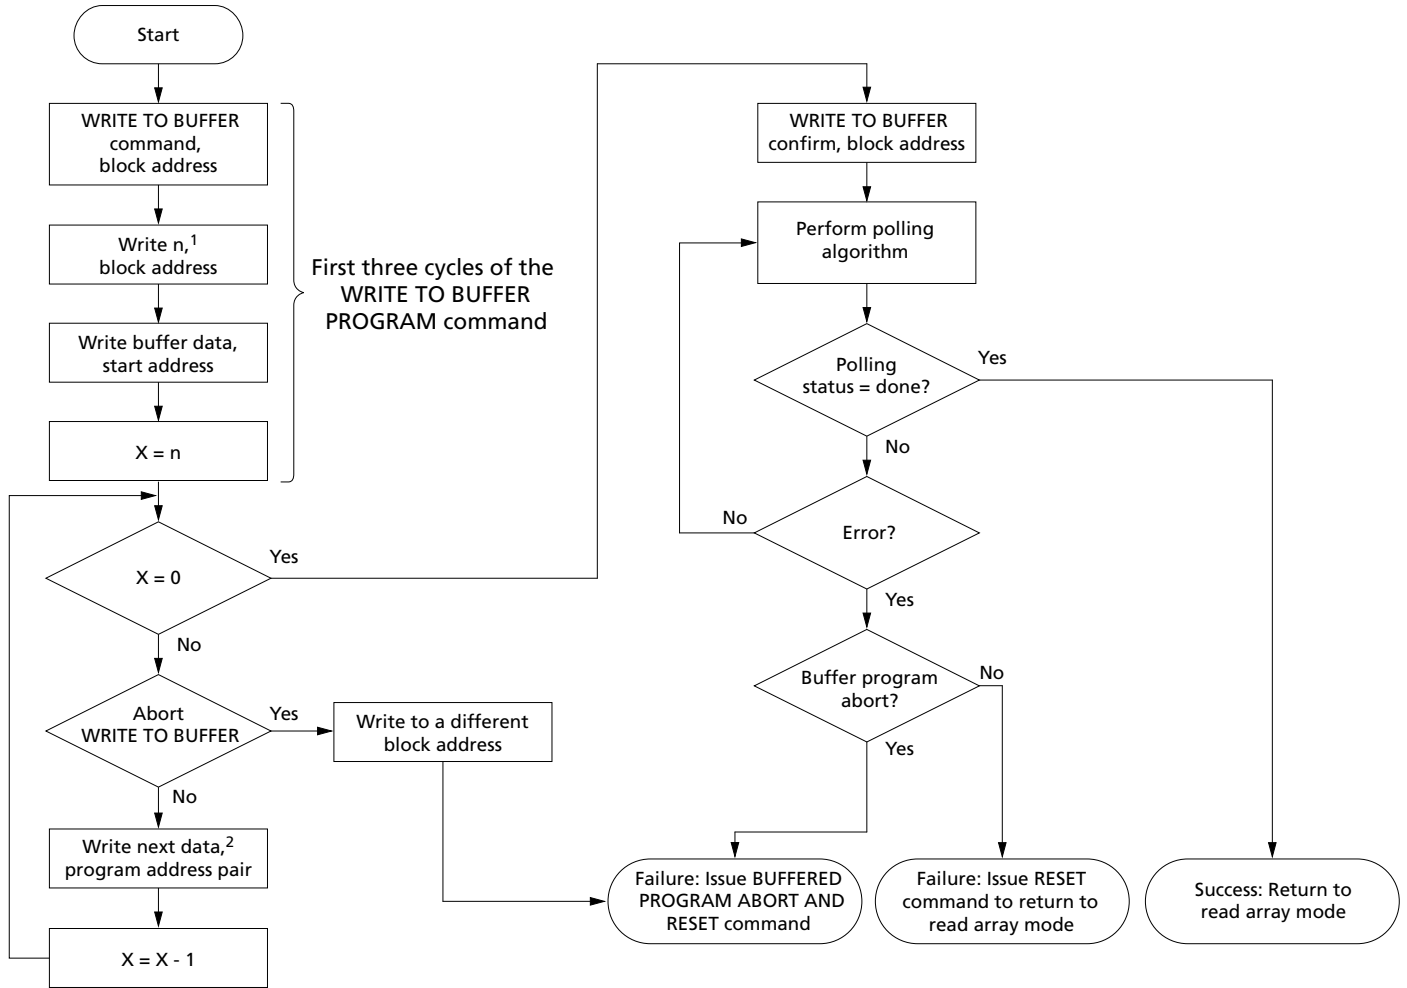 Start
WRITE TO BUFFER
command,
block address
Write n,1
block address
Write buffer data,
start address
X = n
First three cycles of the
WRITE TO BUFFER
PROGRAM command
X = 0
Yes
No
Abort
WRITE TO BUFFER
Yes
No
Write to a different
block address
Write next data,2
program address pair
X = X - 1
WRITE TO BUFFER
confirm, block address
Perform polling
algorithm
Polling
status = done?
Yes
No
Error?
No
Yes
Buffer program
abort?
No
Yes
Failure: Issue BUFFERED
PROGRAM ABORT AND
RESET command
Failure: Issue RESET
command to return to
read array mode
Success: Return to
read array mode